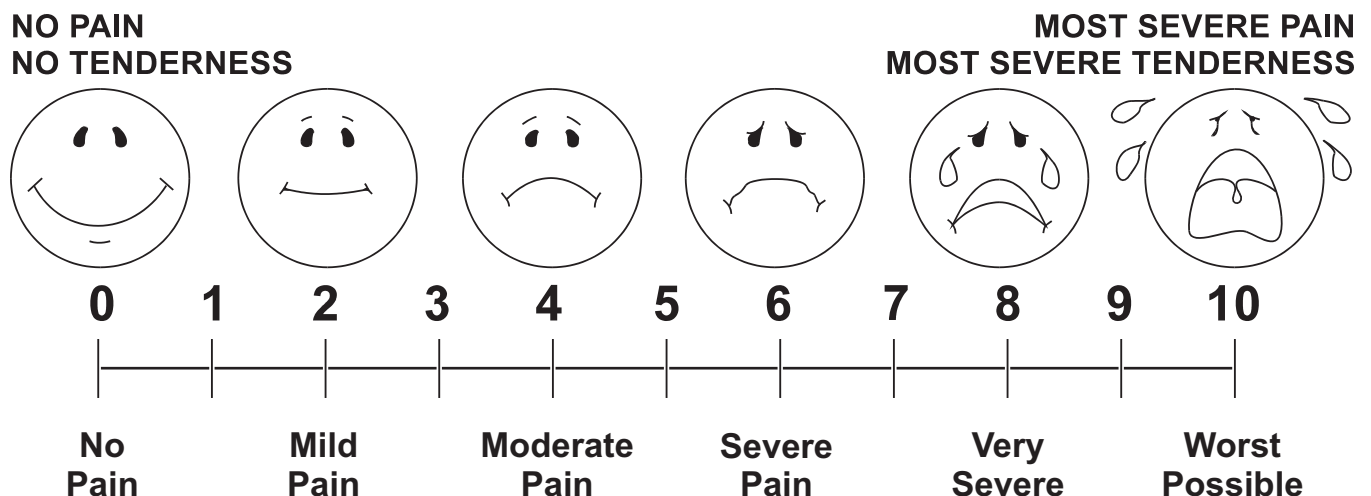 NO PAIN
NO TENDERNESS
MOST SEVERE PAIN
MOST SEVERE TENDERNESS
0 1 2 3 4 5 6 7 8 9 10
No
Pain
Mild
Pain
Moderate
Pain
Severe
Pain
Very
Severe
Worst
Possible